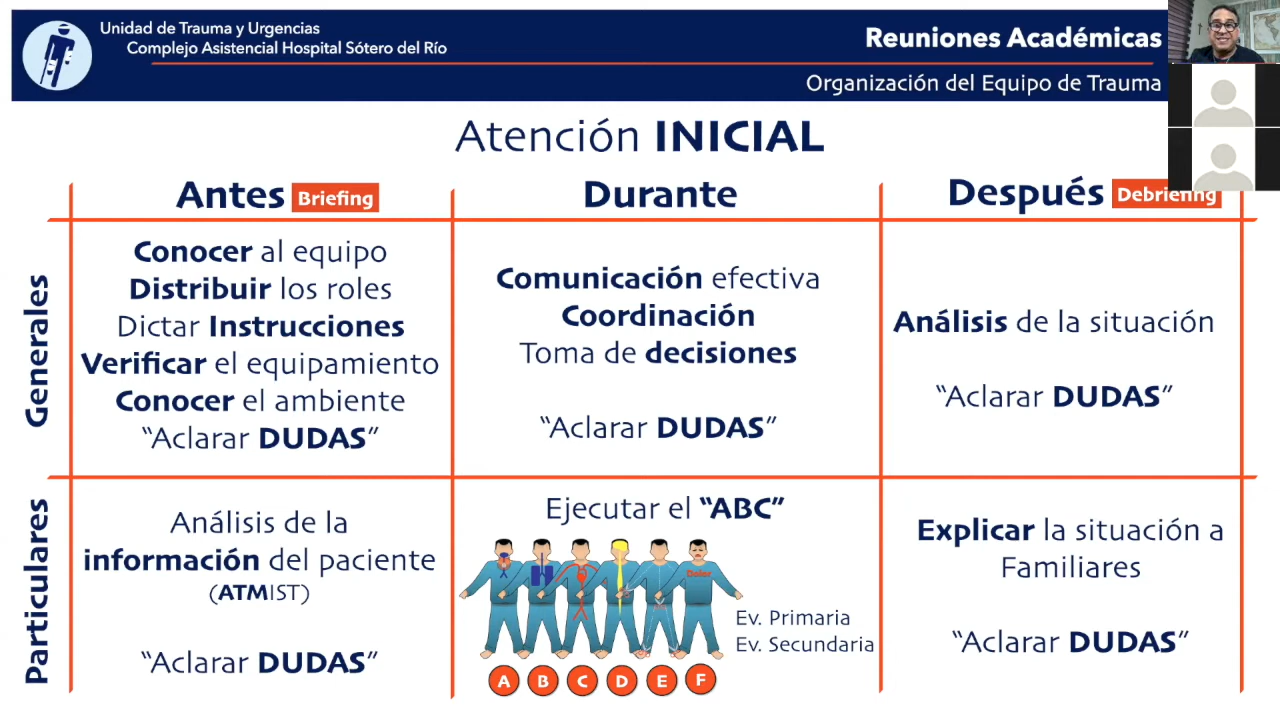 Unidad de Trauma y Urgencias
Complejo Asistencial Hospital Sótero del Río
Reuniones Académicas
Organización del Equipo de Trauma
Atención INICIAL
Antes Briefing
Durante
Después Debriefing
Generales
Conocer al equipo
Distribuir los roles
Dictar Instrucciones
Verificar el equipamiento
Conocer el ambiente
“Aclarar DUDAS”
Comunicación efectiva
Coordinación
Toma de decisiones
“Aclarar DUDAS”
Análisis de la situación
“Aclarar DUDAS”
Particulares
Análisis de la
información del paciente
(ATMIST)
“Aclarar DUDAS”
Ejecutar el “ABC”
Dolor
Ev. Primaria
Ev. Secundaria
A B C D E F
Explicar la situación a
Familiares
“Aclarar DUDAS”